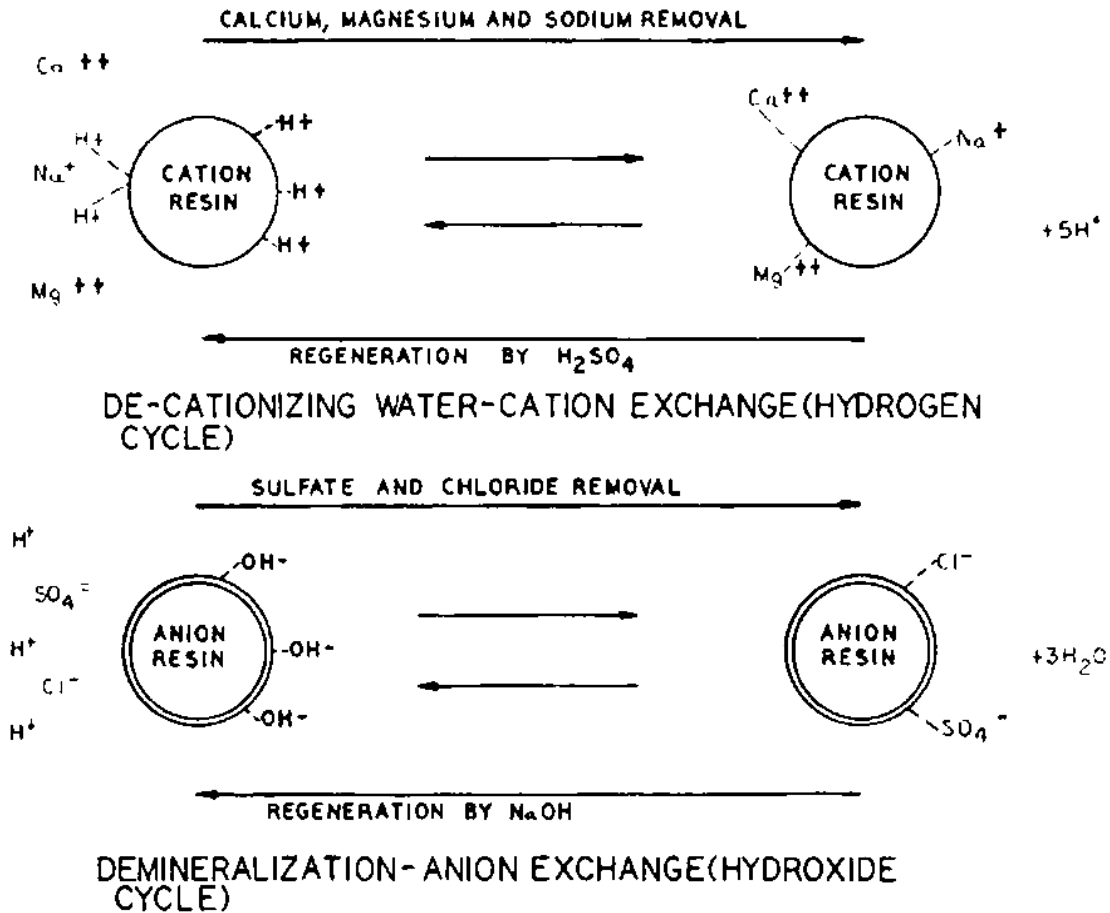 CALCIUM, MAGNESIUM AND SODIUM REMOVAL
Ca ++
H+
Na+
H+
Mg ++
CATION
RESIN
H+
H+
H+
Ca++
Na+
CATION
RESIN
Mg++
+5H+
REGENERATION BY H₂SO₄
DE-CATIONIZING WATER-CATION EXCHANGE(HYDROGEN
CYCLE)
SULFATE AND CHLORIDE REMOVAL
H+
SO₄=
H+
Cl-
H+
ANION
RESIN
OH-
OH-
OH-
Cl-
ANION
RESIN
SO₄-
+3H₂O
REGENERATION BY NaOH
DEMINERALIZATION-ANION EXCHANGE(HYDROXIDE
CYCLE)